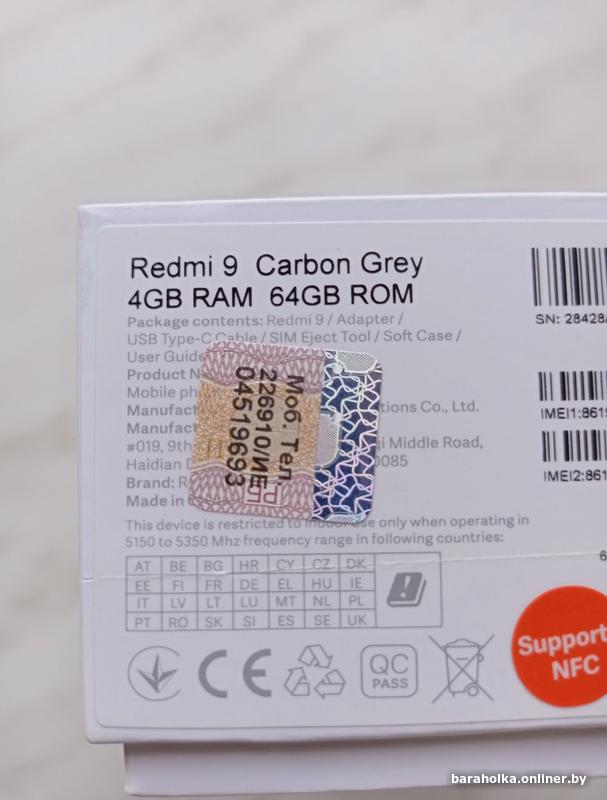 Redmi 9 Carbon Grey
4GB RAM 64GB ROM
Package contents: Redmi 9 / Adapter /
USB Type-C Cable / SIM Eject Tool / Soft Case /
User Guide
Product N
Mobile ph
Manufact tions Co., Ltd.
Manufact
#019, 9th qi Middle Road,
Haidian D 0085
Brand: R
Made in
Моб. Тел.
226910/ИЕ
04519693
This device is restricted to indoor use only when operating in
5150 to 5350 Mhz frequency range in following countries:
AT BE BG HR CY CZ DK
EE FI FR DE EL HU IE
IT LV LT LU MT NL PL
PT RO SK SI ES SE UK
CE
QC
PASS
SN: 28428
IMEI1:861
IMEI2:861
Support
NFC
baraholka.onliner.by